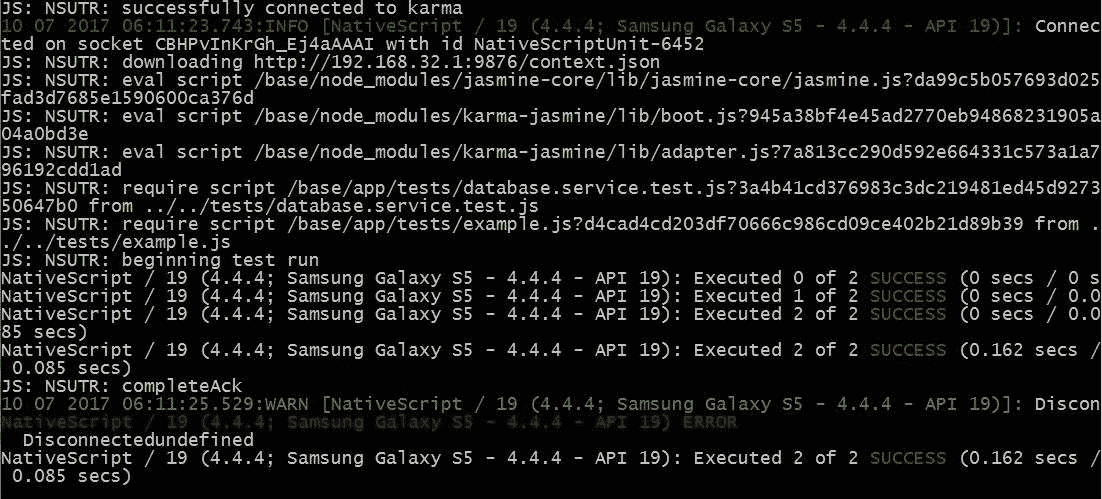 JS: NSUTR: successfully connected to karma
10 07 2017 06:11:23.743:INFO [NativeScript / 19 (4.4.4; Samsung Galaxy S5 - 4.4.4 - API 19)]: Connec
ted on socket CBHPvInKrGh_Ej4aAAAI with id NativeScriptUnit-6452
JS: NSUTR: downloading http://192.168.32.1:9876/context.json
JS: NSUTR: eval script /base/node_modules/jasmine-core/lib/jasmine-core/jasmine.js?da99c5b057693d025
fad3d7685e1590600ca376d
JS: NSUTR: eval script /base/node_modules/karma-jasmine/lib/boot.js?945a38bf4e45ad2770eb94868231905a
04a0bd3e
JS: NSUTR: eval script /base/node_modules/karma-jasmine/lib/adapter.js?7a813cc290d592e664331c573a1a7
96192cdd1ad
JS: NSUTR: require script /base/app/tests/database.service.test.js?3a4b41cd376983c3dc219481ed45d9273
50647b0 from ../../tests/database.service.test.js
JS: NSUTR: require script /base/app/tests/example.js?d4cad4cd203df70666c986cd09ce402b21d89b39 from .
./../tests/example.js
JS: NSUTR: beginning test run
NativeScript / 19 (4.4.4; Samsung Galaxy S5 - 4.4.4 - API 19): Executed 0 of 2 SUCCESS (0 secs / 0 s
NativeScript / 19 (4.4.4; Samsung Galaxy S5 - 4.4.4 - API 19): Executed 1 of 2 SUCCESS (0 secs / 0.0
NativeScript / 19 (4.4.4; Samsung Galaxy S5 - 4.4.4 - API 19): Executed 2 of 2 SUCCESS (0 secs / 0.0
85 secs)
NativeScript / 19 (4.4.4; Samsung Galaxy S5 - 4.4.4 - API 19): Executed 2 of 2 SUCCESS (0.162 secs /
0.085 secs)
JS: NSUTR: completeAck
10 07 2017 06:11:25.529:WARN [NativeScript / 19 (4.4.4; Samsung Galaxy S5 - 4.4.4 - API 19)]: Discon
NativeScript / 19 (4.4.4; Samsung Galaxy S5 - 4.4.4 - API 19) ERROR
Disconnectedundefined
NativeScript / 19 (4.4.4; Samsung Galaxy S5 - 4.4.4 - API 19): Executed 2 of 2 SUCCESS (0.162 secs /
0.085 secs)